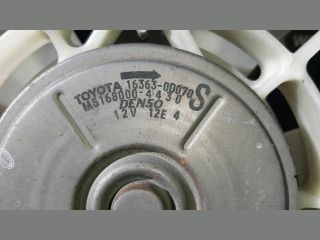 TOYOTA 16363-0D070 S
MS168000-4430
DENSO
12V 12E 4